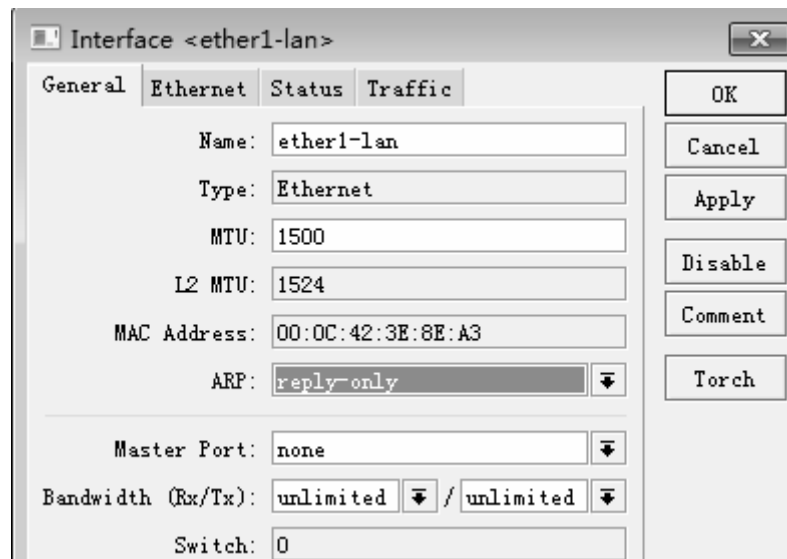 Interface <ether1-lan>
General Ethernet Status Traffic
OK
Name: ether1-lan
Cancel
Type: Ethernet
Apply
MTU: 1500
Disable
L2 MTU: 1524
Comment
MAC Address: 00:0C:42:3E:8E:A3
ARP: reply-only
Torch
Master Port: none
Bandwidth (Rx/Tx): unlimited / unlimited
Switch: 0